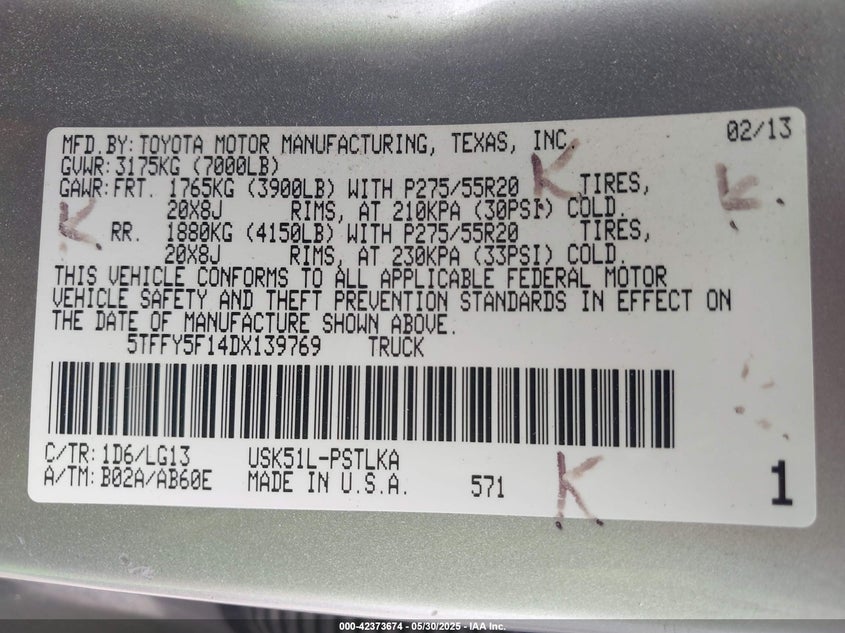 MFD.BY: TOYOTA MOTOR MANUFACTURING, TEXAS, INC. 02/13
GVWR: 3175KG (7000LB)
GAWR: FRT. 1765KG (3900LB) WITH P275/55R20 K TIRES, K
20X8J RIMS, AT 210KPA (30PSI) COLD.
K RR. 1880KG (4150LB) WITH P275/55R20 TIRES,
20X8J RIMS, AT 230KPA (33PSI) COLD.
THIS VEHICLE CONFORMS TO ALL APPLICABLE FEDERAL MOTOR
VEHICLE SAFETY AND THEFT PREVENTION STANDARDS IN EFFECT ON
THE DATE OF MANUFACTURE SHOWN ABOVE.
5TFFY5F14DX139769 TRUCK
C/TR: 1D6/LG13 USK51L-PSTLKA
A/TM: B02A/AB60E MADE IN U.S.A. 571 K 1
000-42373674 / 05/30/2025 - IAA Inc.